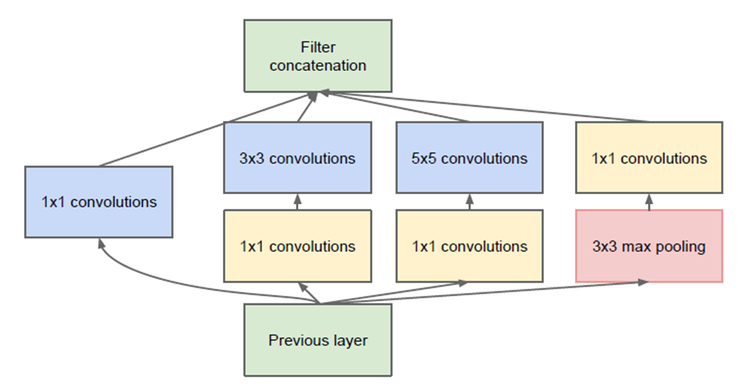 Filter
concatenation
3x3 convolutions
5x5 convolutions
1x1 convolutions
1x1 convolutions
1x1 convolutions
1x1 convolutions
3x3 max pooling
Previous layer